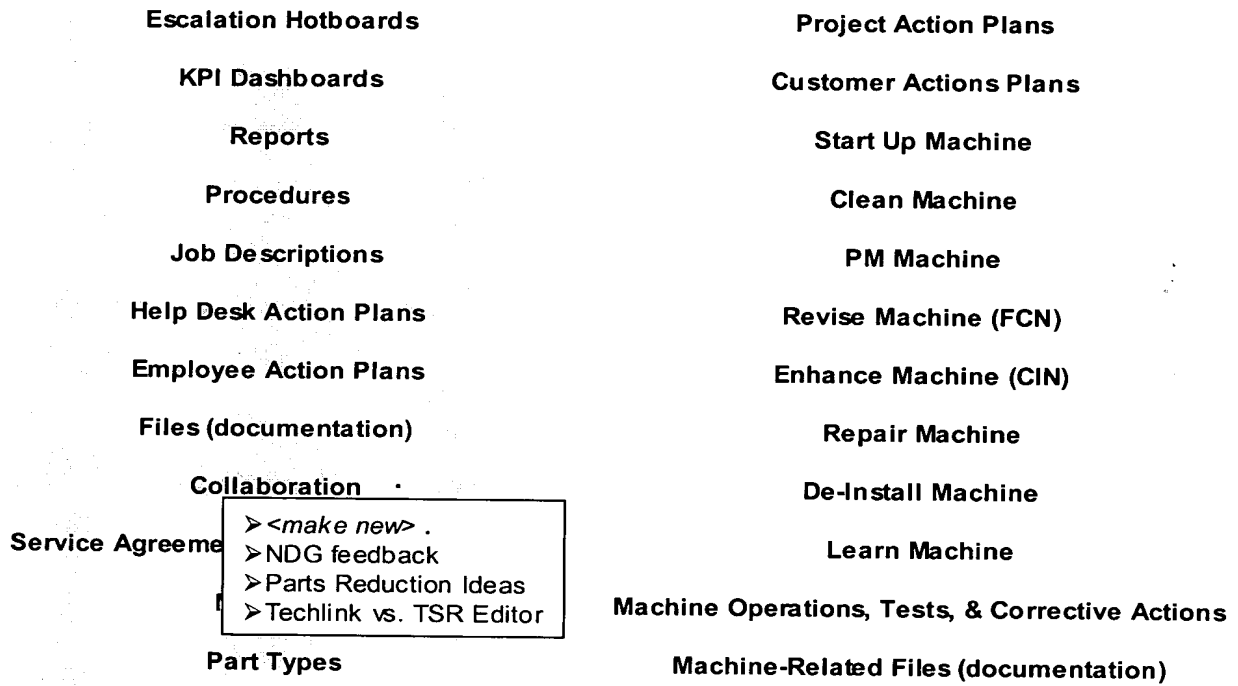 Escalation Hotboards
KPI Dashboards
Reports
Procedures
Job Descriptions
Help Desk Action Plans
Employee Action Plans
Files (documentation)
Collaboration
Service Agreeme
➢<make new> .
➢NDG feedback
➢Parts Reduction Ideas
➢Techlink vs. TSR Editor
Part Types
Project Action Plans
Customer Actions Plans
Start Up Machine
Clean Machine
PM Machine
Revise Machine (FCN)
Enhance Machine (CIN)
Repair Machine
De-Install Machine
Learn Machine
Machine Operations, Tests, & Corrective Actions
Machine-Related Files (documentation)